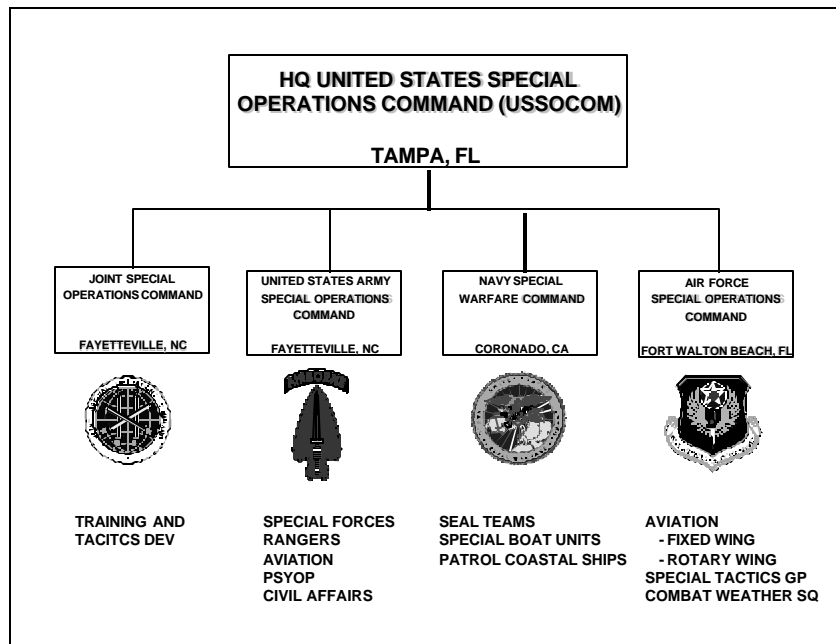 HQ UNITED STATES SPECIAL
OPERATIONS COMMAND (USSOCOM)
TAMPA, FL
JOINT SPECIAL
OPERATIONS COMMAND
FAYETTEVILLE, NC
UNITED STATES ARMY
SPECIAL OPERATIONS
COMMAND
FAYETTEVILLE, NC
NAVY SPECIAL
WARFARE COMMAND
CORONADO, CA
AIR FORCE
SPECIAL OPERATIONS
COMMAND
FORT WALTON BEACH, FL
AIRBORNE
TRAINING AND
TACITCS DEV
SPECIAL FORCES
RANGERS
AVIATION
PSYOP
CIVIL AFFAIRS
SEAL TEAMS
SPECIAL BOAT UNITS
PATROL COASTAL SHIPS
AVIATION
- FIXED WING
- ROTARY WING
SPECIAL TACTICS GP
COMBAT WEATHER SQ